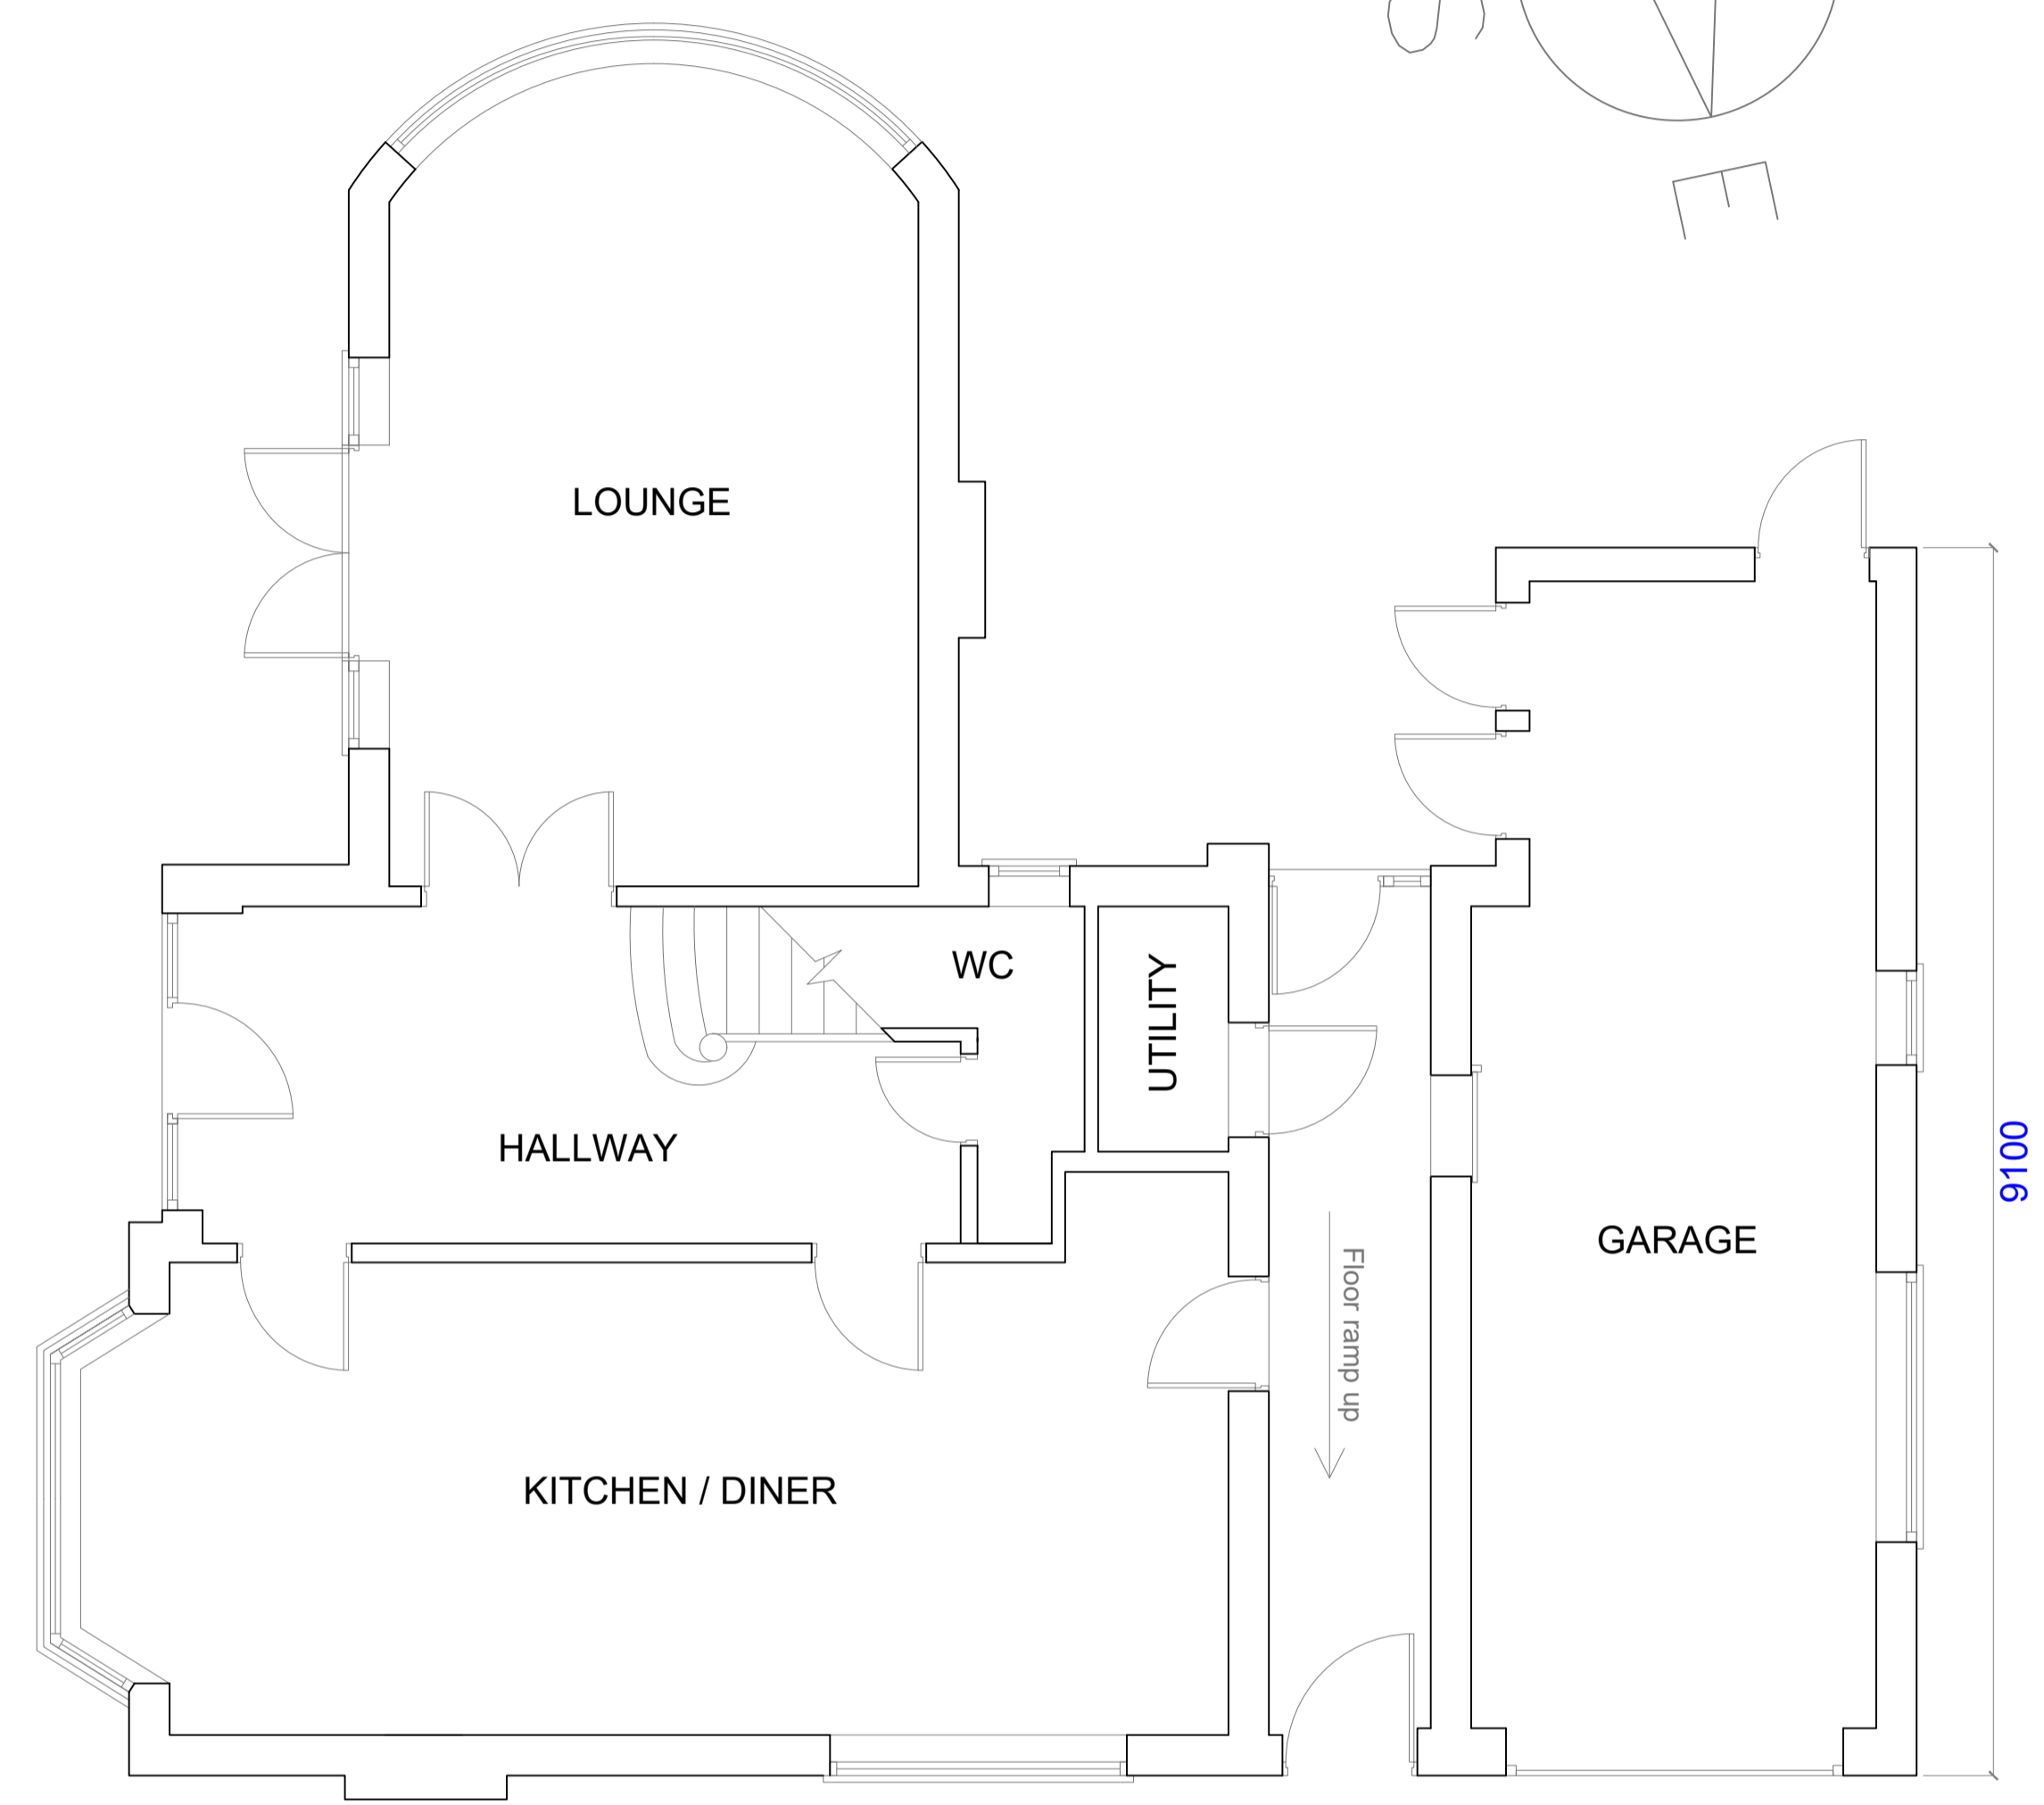 S
E
LOUNGE
WC
UTILITY
HALLWAY
9100
GARAGE
Floor ramp up
KITCHEN / DINER